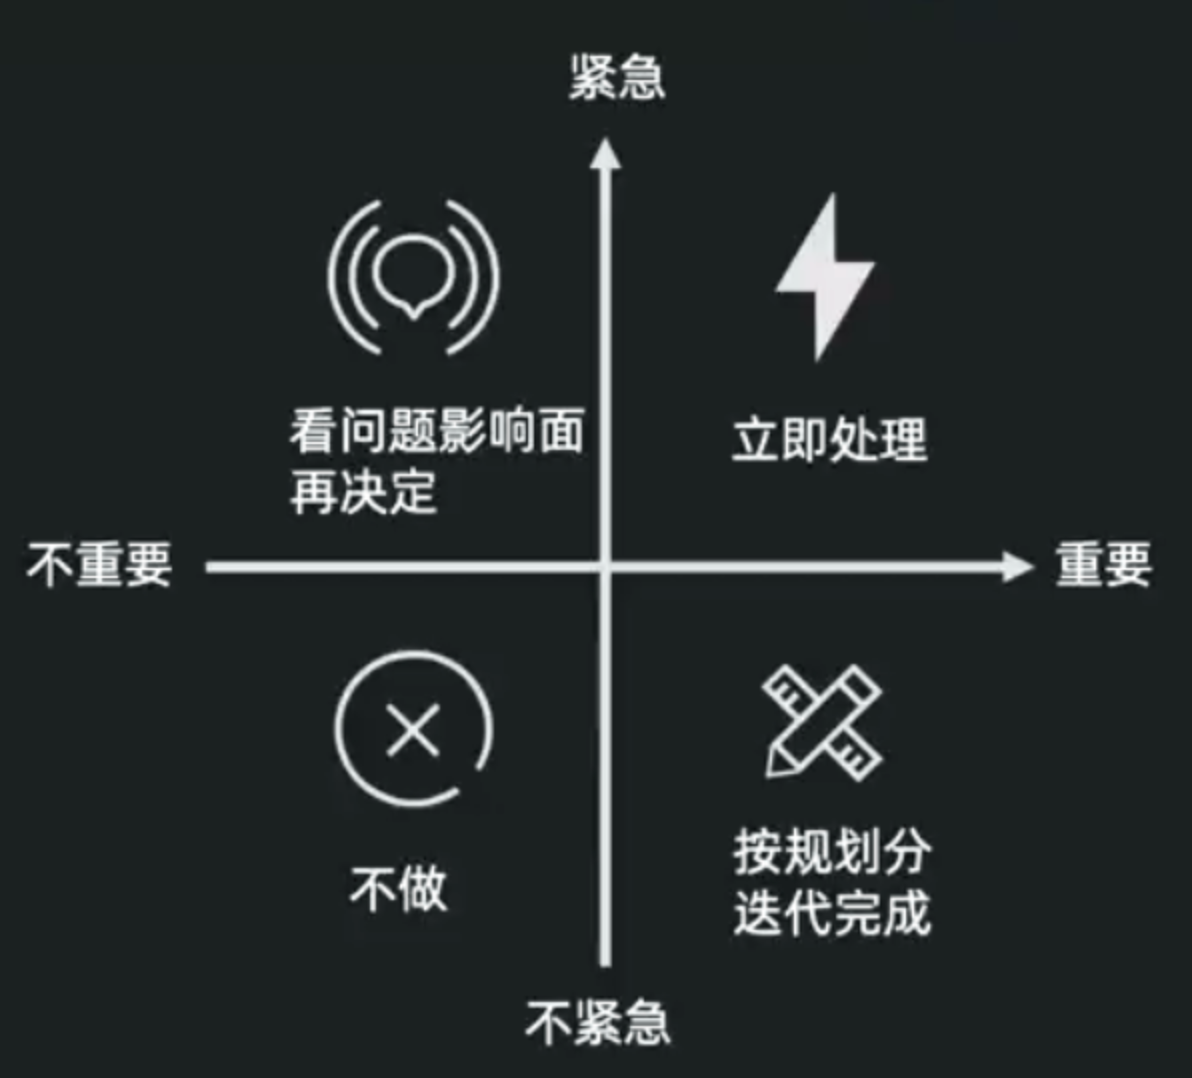 紧急
看问题影响面
再决定
立即处理
不重要
重要
不做
按规划分
迭代完成
不紧急